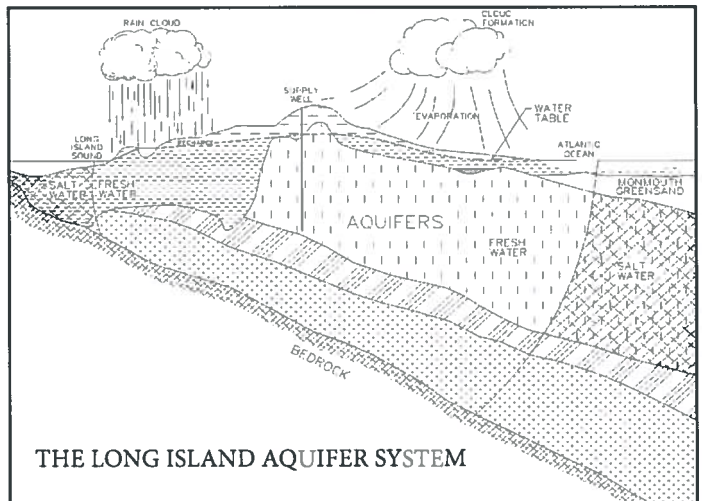 RAIN CLOUD
CLOUD
FORMATION
SUPPLY
WELL
EVAPORATION
WATER
TABLE
LONG
ISLAND
SOUND
RECHARGE
ATLANTIC
OCEAN
SALT
WATER
FRESH
WATER
MONMOUTH
GREENSAND
AQUIFERS
FRESH
WATER
SALT
WATER
BEDROCK
THE LONG ISLAND AQUIFER SYSTEM